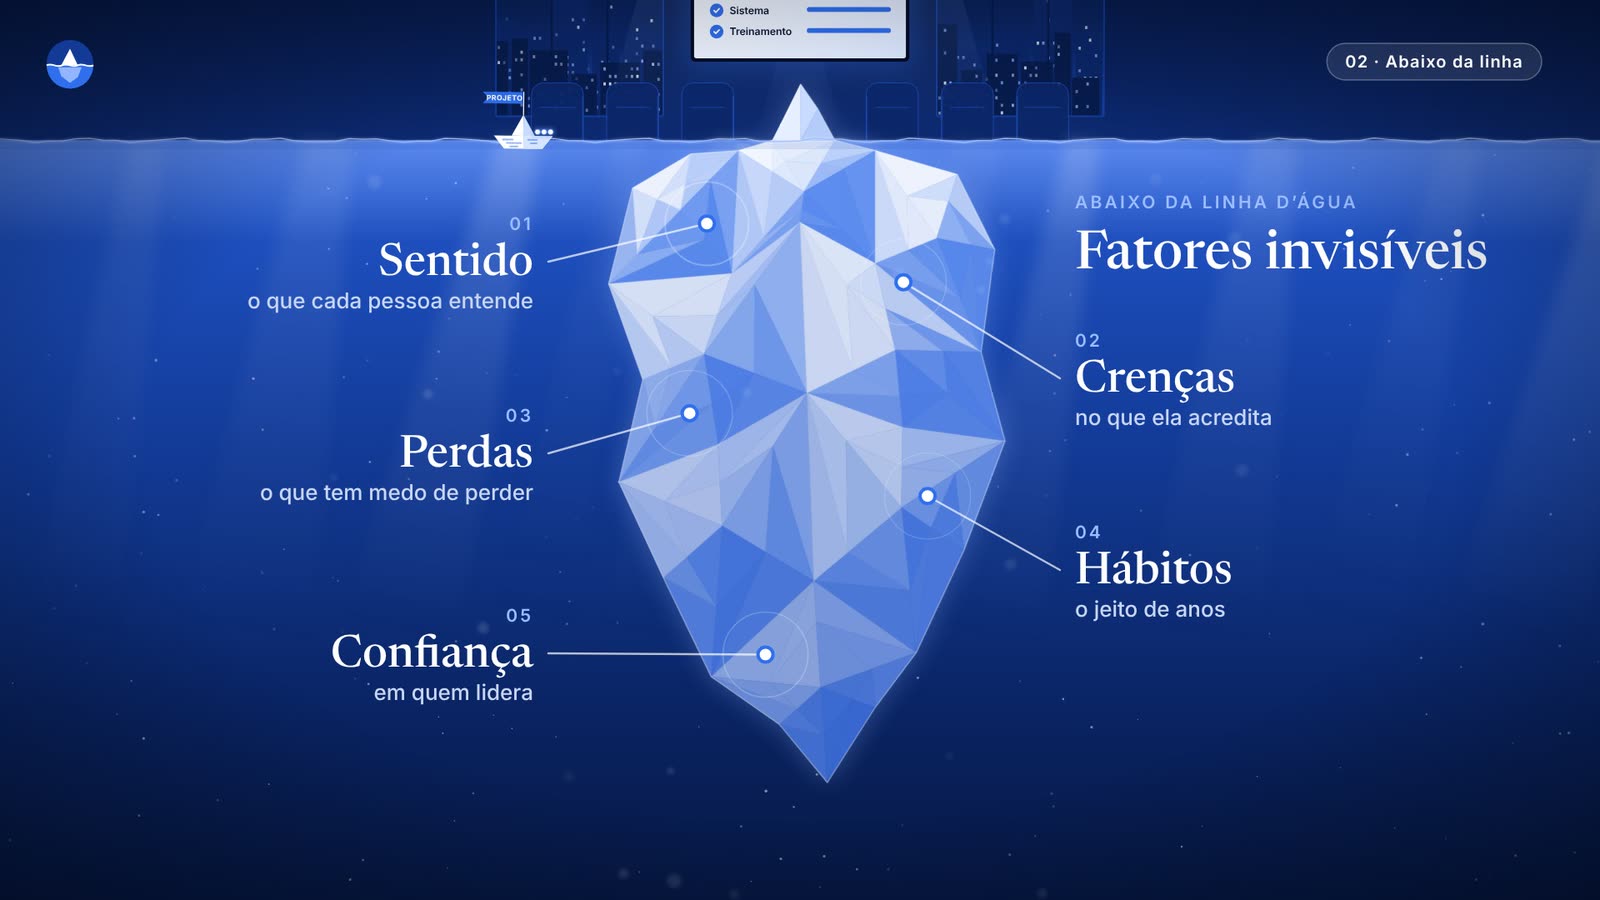 Sistema
Treinamento
02 · Abaixo da linha
PROJETO
ABAIXO DA LINHA D’ÁGUA
Fatores invisíveis
01
Sentido
o que cada pessoa entende
02
Crenças
no que ela acredita
03
Perdas
o que tem medo de perder
04
Hábitos
o jeito de anos
05
Confiança
em quem lidera